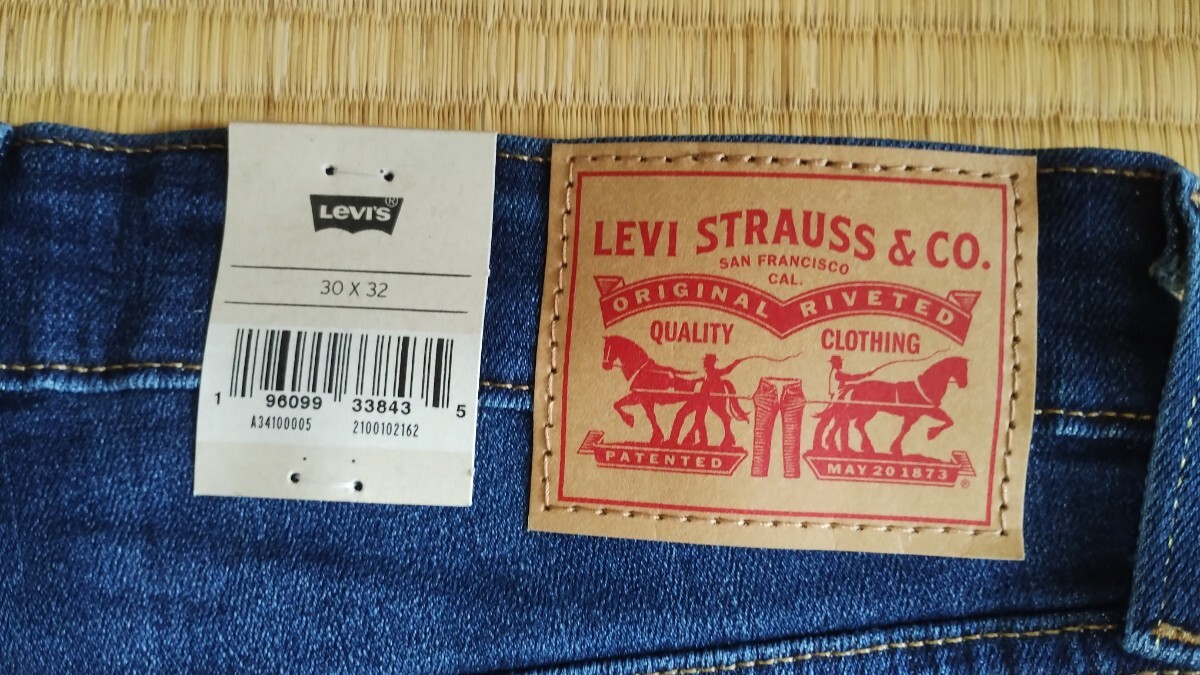 LEVI'S®
30 X 32
1 96099 33843 5
A34100005 2100102162
LEVI STRAUSS & CO.
SAN FRANCISCO
CAL.
ORIGINAL RIVETED
QUALITY CLOTHING
PATENTED MAY 20 1873 ®